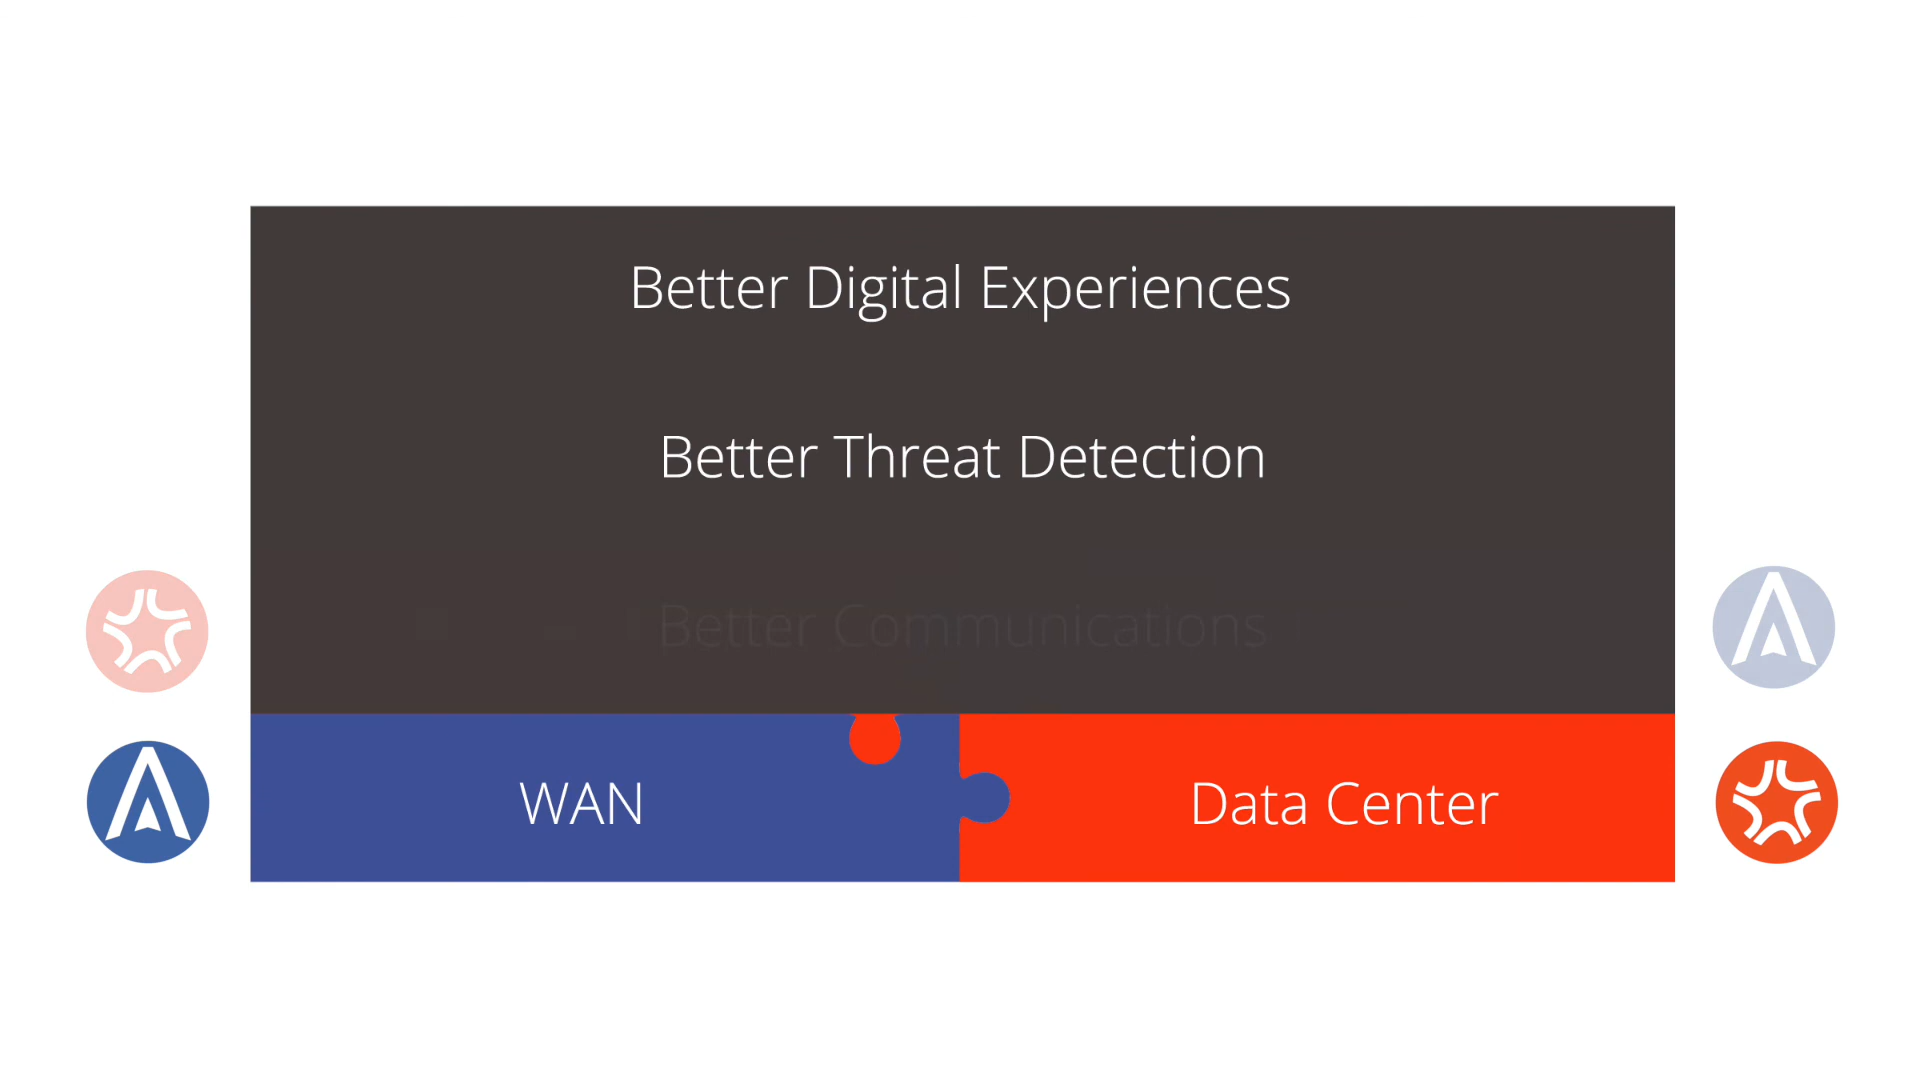 Better Digital Experiences
Better Threat Detection
Better Communications
WAN
Data Center